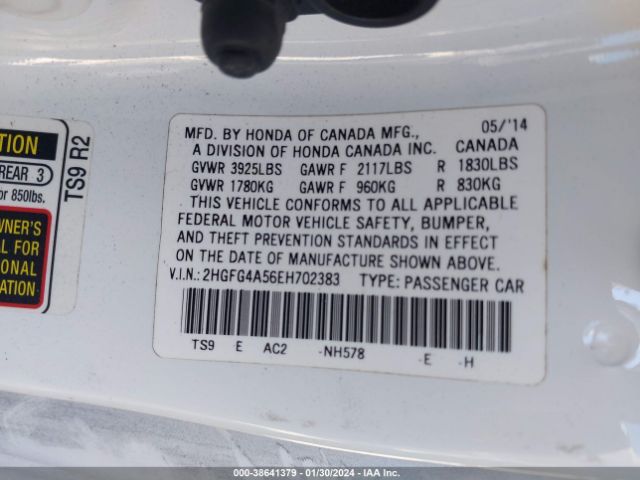 TION
REAR 3
or 850lbs.
WNER'S
AL FOR
IONAL
ATION
TS9 R2
MFD. BY HONDA OF CANADA MFG., 05/'14
A DIVISION OF HONDA CANADA INC. CANADA
GVWR 3925LBS GAWR F 2117LBS R 1830LBS
GVWR 1780KG GAWR F 960KG R 830KG
THIS VEHICLE CONFORMS TO ALL APPLICABLE
FEDERAL MOTOR VEHICLE SAFETY, BUMPER,
AND THEFT PREVENTION STANDARDS IN EFFECT
ON THE DATE OF MANUFACTURE SHOWN ABOVE.
V.I.N.: 2HGFG4A56EH702383 TYPE: PASSENGER CAR
TS9 E AC2 -NH578 -E -H
000-38641379 - 01/30/2024 - IAA Inc.